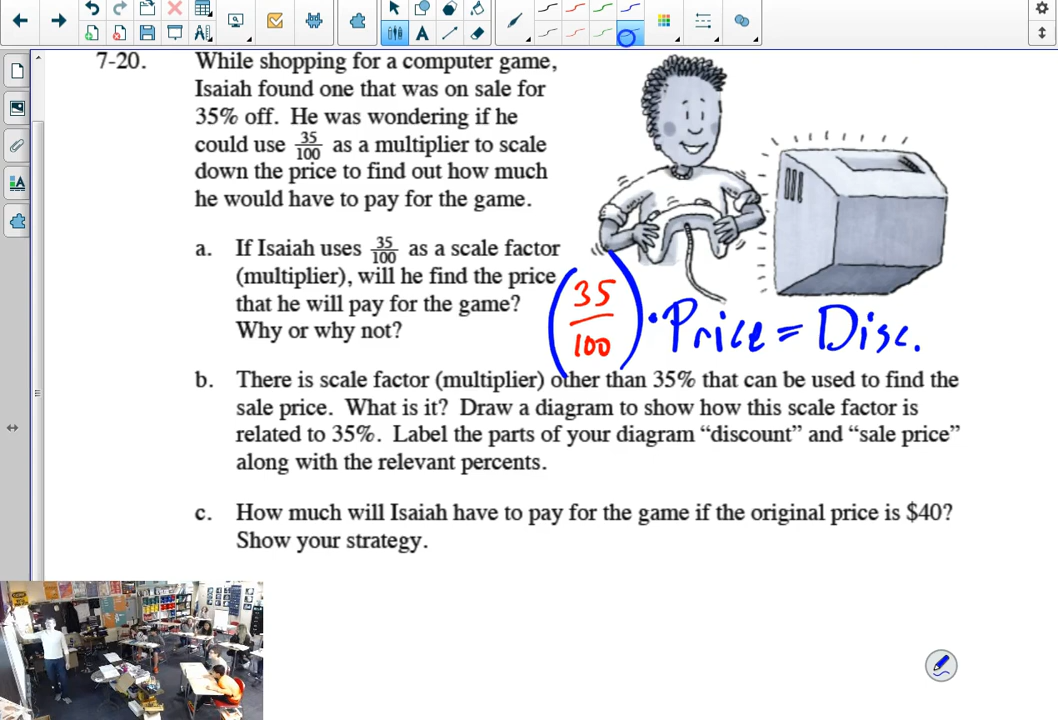 7-20. While shopping for a computer game,
Isaiah found one that was on sale for
35% off. He was wondering if he
could use 35/100 as a multiplier to scale
down the price to find out how much
he would have to pay for the game.
a. If Isaiah uses 35/100 as a scale factor
(multiplier), will he find the price
that he will pay for the game?
Why or why not?
(35/100) · Price = Disc.
b. There is scale factor (multiplier) other than 35% that can be used to find the
sale price. What is it? Draw a diagram to show how this scale factor is
related to 35%. Label the parts of your diagram “discount” and “sale price”
along with the relevant percents.
c. How much will Isaiah have to pay for the game if the original price is $40?
Show your strategy.